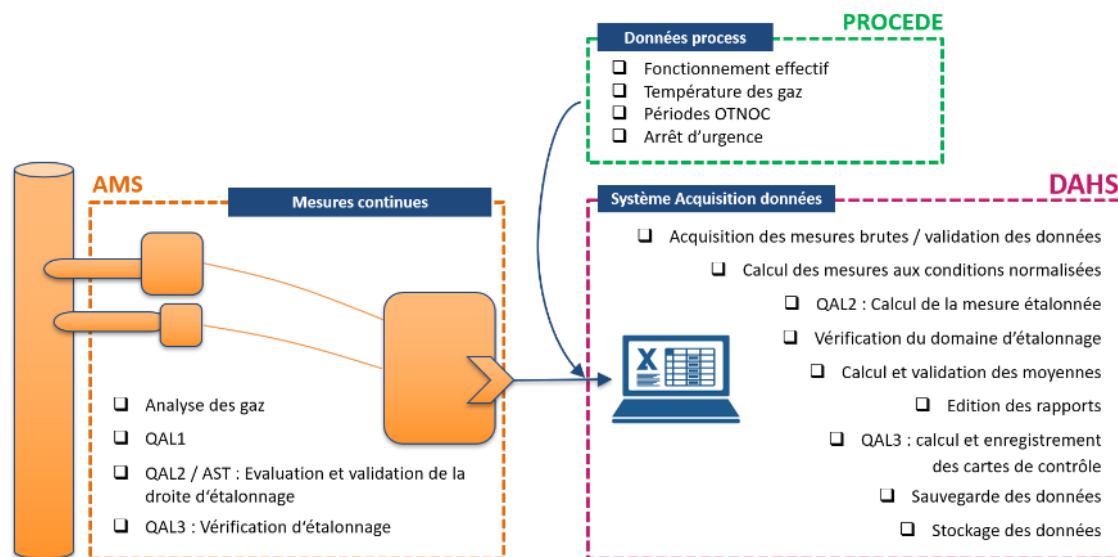 PROCEDE
Données process
❑ Fonctionnement effectif
❑ Température des gaz
❑ Périodes OTNOC
❑ Arrêt d'urgence
AMS
Mesures continues
❑ Analyse des gaz
❑ QAL1
❑ QAL2 / AST : Evaluation et validation de la
droite d'étalonnage
❑ QAL3 : Vérification d'étalonnage
DAHS
Système Acquisition données
❑ Acquisition des mesures brutes / validation des données
❑ Calcul des mesures aux conditions normalisées
❑ QAL2 : Calcul de la mesure étalonnée
❑ Vérification du domaine d'étalonnage
❑ Calcul et validation des moyennes
❑ Edition des rapports
❑ QAL3 : calcul et enregistrement
des cartes de contrôle
❑ Sauvegarde des données
❑ Stockage des données
X